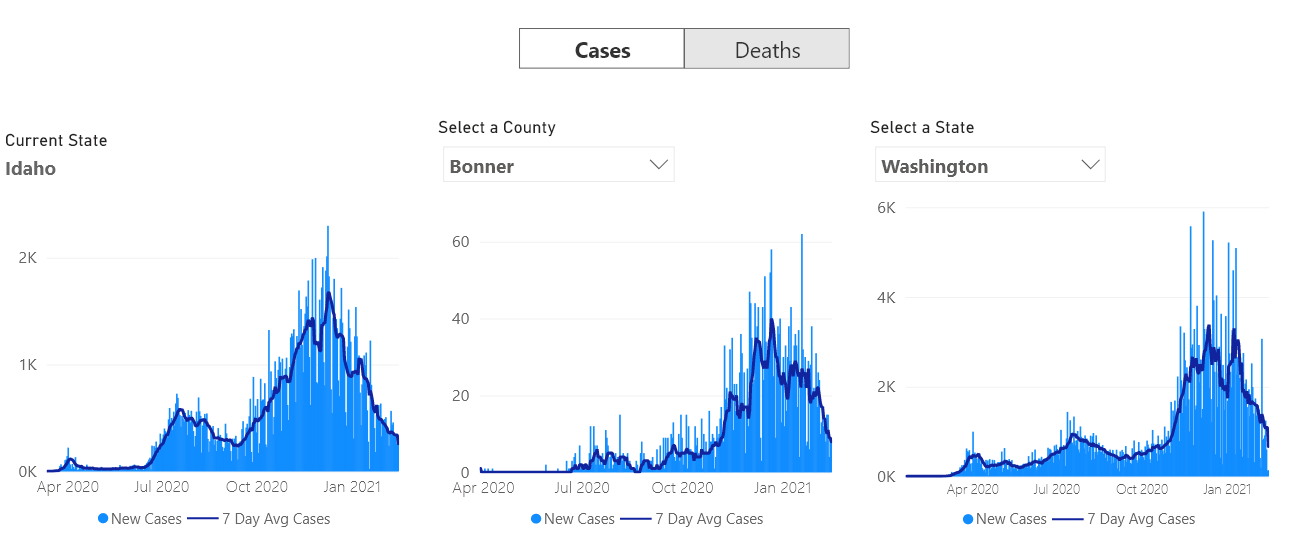 Cases Deaths
Current State
Idaho
2K
1K
0K
Apr 2020 Jul 2020 Oct 2020 Jan 2021
New Cases 7 Day Avg Cases
Select a County
Bonner
60
40
20
0
Apr 2020 Jul 2020 Oct 2020 Jan 2021
New Cases 7 Day Avg Cases
Select a State
Washington
6K
4K
2K
0K
Apr 2020 Jul 2020 Oct 2020 Jan 2021
New Cases 7 Day Avg Cases